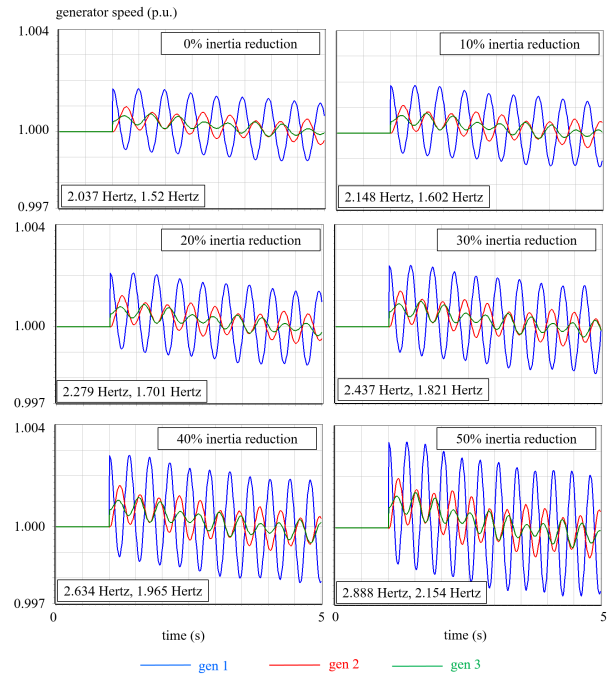 generator speed (p.u.)
1.004
0% inertia reduction
10% inertia reduction
1.000
2.037 Hertz, 1.52 Hertz
2.148 Hertz, 1.602 Hertz
0.997
1.004
20% inertia reduction
30% inertia reduction
1.000
2.279 Hertz, 1.701 Hertz
2.437 Hertz, 1.821 Hertz
0.997
1.004
40% inertia reduction
50% inertia reduction
1.000
2.634 Hertz, 1.965 Hertz
2.888 Hertz, 2.154 Hertz
0.997
0 5 0 5
time (s) time (s)
gen 1 gen 2 gen 3